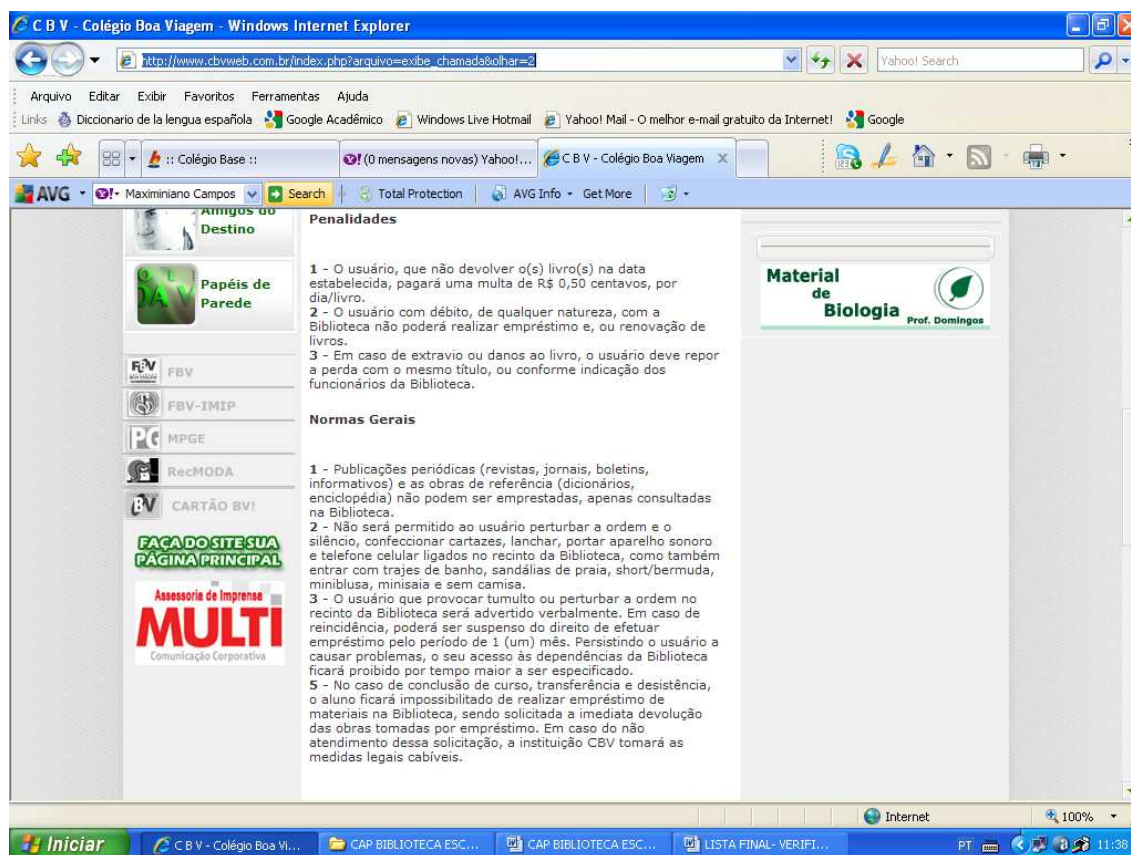 C B V - Colégio Boa Viagem - Windows Internet Explorer
http://www.cbvweb.com.br/index.php?arquivo=exibe_chamada&olhar=2
Yahoo! Search
Arquivo Editar Exibir Favoritos Ferramentas Ajuda
Links Diccionario de la lengua española Google Acadêmico Windows Live Hotmail Yahoo! Mail - O melhor e-mail gratuito da Internet! Google
:: Colégio Base :: (0 mensagens novas) Yahoo!... C B V - Colégio Boa Viagem X
AVG Y! Maximiniano Campos Search Total Protection AVG Info Get More
Amigos do
Destino
Papéis de
Parede
FBV
FBV-IMIP
MPGE
RecMODA
CARTÃO BV!
FAÇA DO SITE SUA
PÁGINA PRINCIPAL
Assessoria de Imprensa
MULTI
Comunicação Corporativa
Penalidades
1 - O usuário, que não devolver o(s) livro(s) na data
estabelecida, pagará uma multa de R$ 0,50 centavos, por
dia/livro.
2 - O usuário com débito, de qualquer natureza, com a
Biblioteca não poderá realizar empréstimo e, ou renovação de
livros.
3 - Em caso de extravio ou danos ao livro, o usuário deve repor
a perda com o mesmo título, ou conforme indicação dos
funcionários da Biblioteca.
Normas Gerais
1 - Publicações periódicas (revistas, jornais, boletins,
informativos) e as obras de referência (dicionários,
enciclopédia) não podem ser emprestadas, apenas consultadas
na Biblioteca.
2 - Não será permitido ao usuário perturbar a ordem e o
silêncio, confeccionar cartazes, lanchar, portar aparelho sonoro
e telefone celular ligados no recinto da Biblioteca, como também
entrar com trajes de banho, sandálias de praia, short/bermuda,
miniblusa, minisaia e sem camisa.
3 - O usuário que provocar tumulto ou perturbar a ordem no
recinto da Biblioteca será advertido verbalmente. Em caso de
reincidência, poderá ser suspenso do direito de efetuar
empréstimo pelo período de 1 (um) mês. Persistindo o usuário a
causar problemas, o seu acesso às dependências da Biblioteca
ficará proibido por tempo maior a ser especificado.
5 - No caso de conclusão de curso, transferência e desistência,
o aluno ficará impossibilitado de realizar empréstimo de
materiais na Biblioteca, sendo solicitada a imediata devolução
das obras tomadas por empréstimo. Em caso do não
atendimento dessa solicitação, a instituição CBV tomará as
medidas legais cabíveis.
Material
de
Biologia
Prof. Domingos
Internet 100%
Iniciar C B V - Colégio Boa Vi... CAP BIBLIOTECA ESC... CAP BIBLIOTECA ESC... LISTA FINAL- VERIFI... PT 11:38